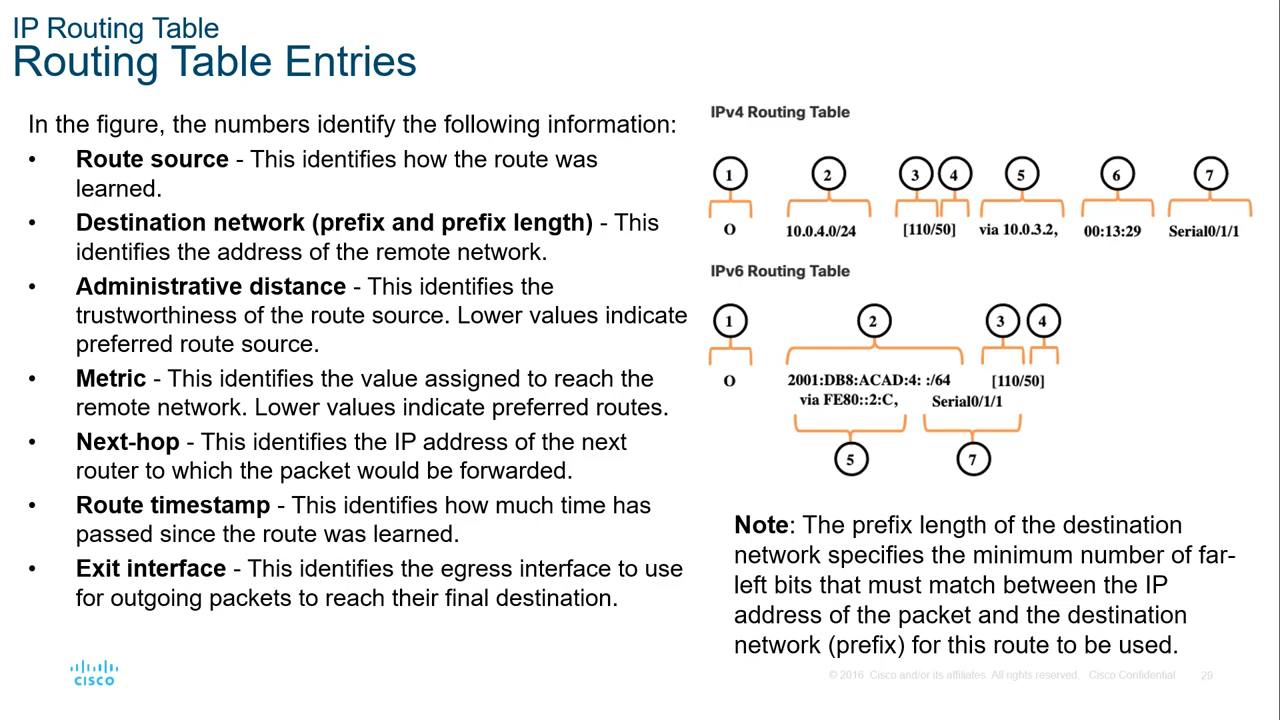 IP Routing Table
Routing Table Entries
In the figure, the numbers identify the following information:
• Route source - This identifies how the route was
learned.
• Destination network (prefix and prefix length) - This
identifies the address of the remote network.
• Administrative distance - This identifies the
trustworthiness of the route source. Lower values indicate
preferred route source.
• Metric - This identifies the value assigned to reach the
remote network. Lower values indicate preferred routes.
• Next-hop - This identifies the IP address of the next
router to which the packet would be forwarded.
• Route timestamp - This identifies how much time has
passed since the route was learned.
• Exit interface - This identifies the egress interface to use
for outgoing packets to reach their final destination.
IPv4 Routing Table
1 2 3 4 5 6 7
O 10.0.4.0/24 [110/50] via 10.0.3.2, 00:13:29 Serial0/1/1
IPv6 Routing Table
1 2 3 4
O 2001:DB8:ACAD:4: :/64 [110/50]
via FE80::2:C, Serial0/1/1
5 7
Note: The prefix length of the destination
network specifies the minimum number of far-
left bits that must match between the IP
address of the packet and the destination
network (prefix) for this route to be used.
CISCO
© 2016 Cisco and/or its affiliates. All rights reserved. Cisco Confidential 29